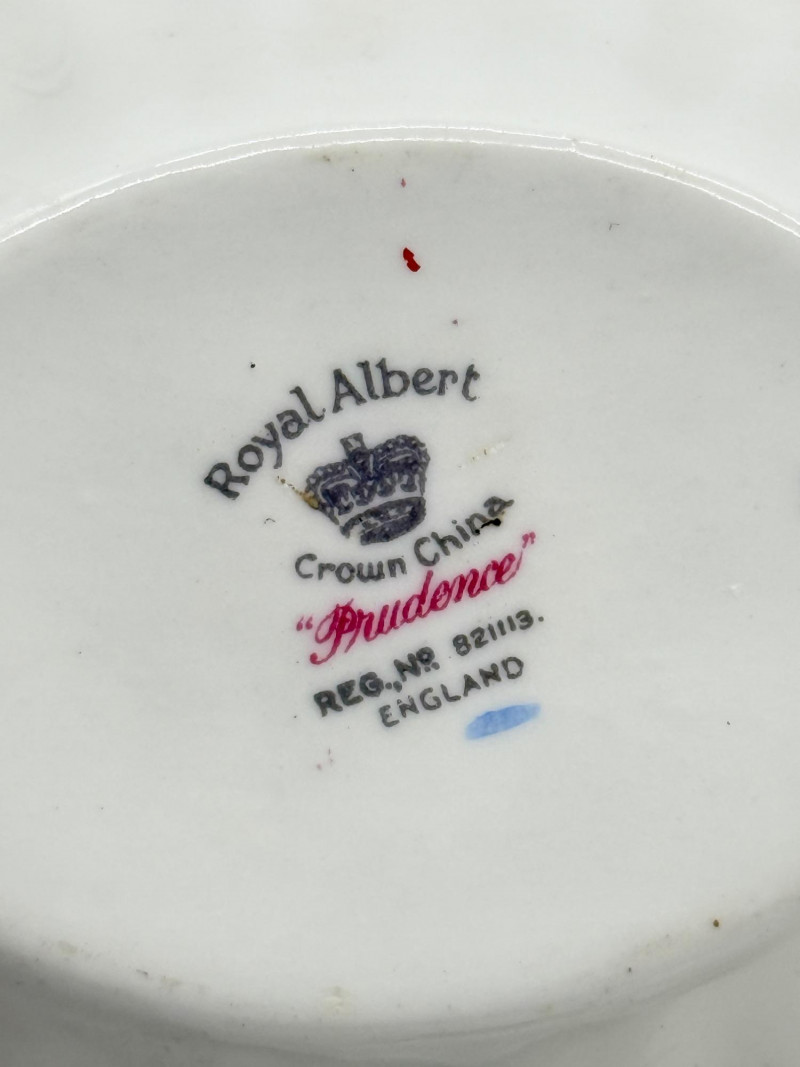 Royal Albert
Crown China
"Prudence"
REG., Nº 821113.
ENGLAND